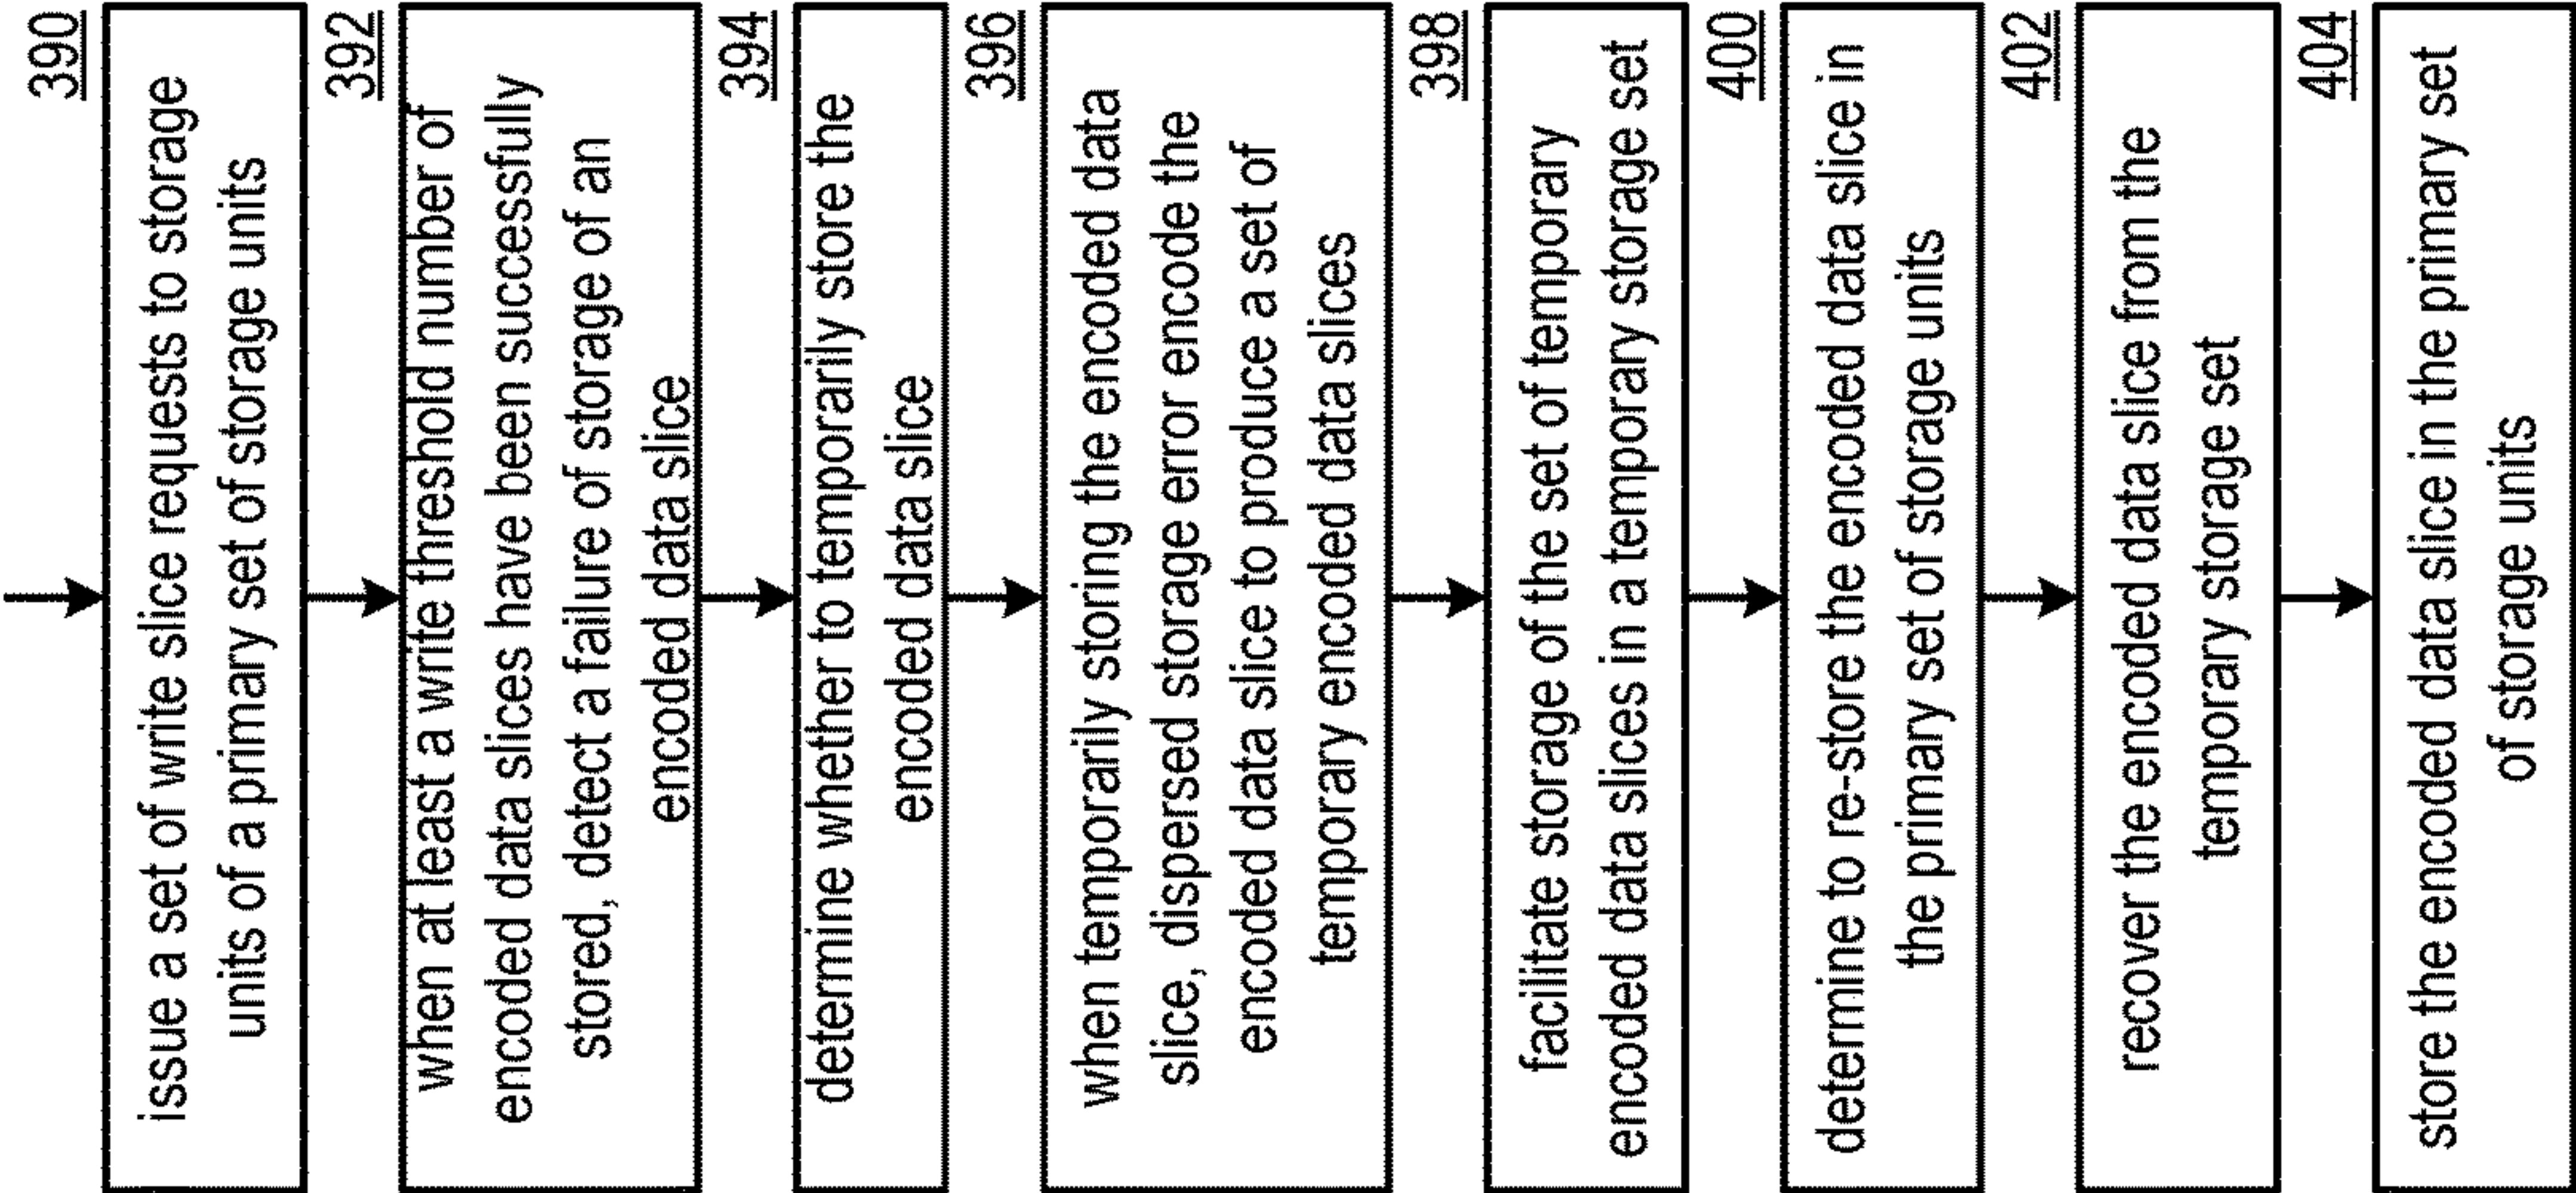 390
issue a set of write slice requests to storage
units of a primary set of storage units
392
when at least a write threshold number of
encoded data slices have been successfully
stored, detect a failure of storage of an
encoded data slice
394
determine whether to temporarily store the
encoded data slice
396
when temporarily storing the encoded data
slice, dispersed storage error encode the
encoded data slice to produce a set of
temporary encoded data slices
398
facilitate storage of the set of temporary
encoded data slices in a temporary storage set
400
determine to re-store the encoded data slice in
the primary set of storage units
402
recover the encoded data slice from the
temporary storage set
404
store the encoded data slice in the primary set
of storage units